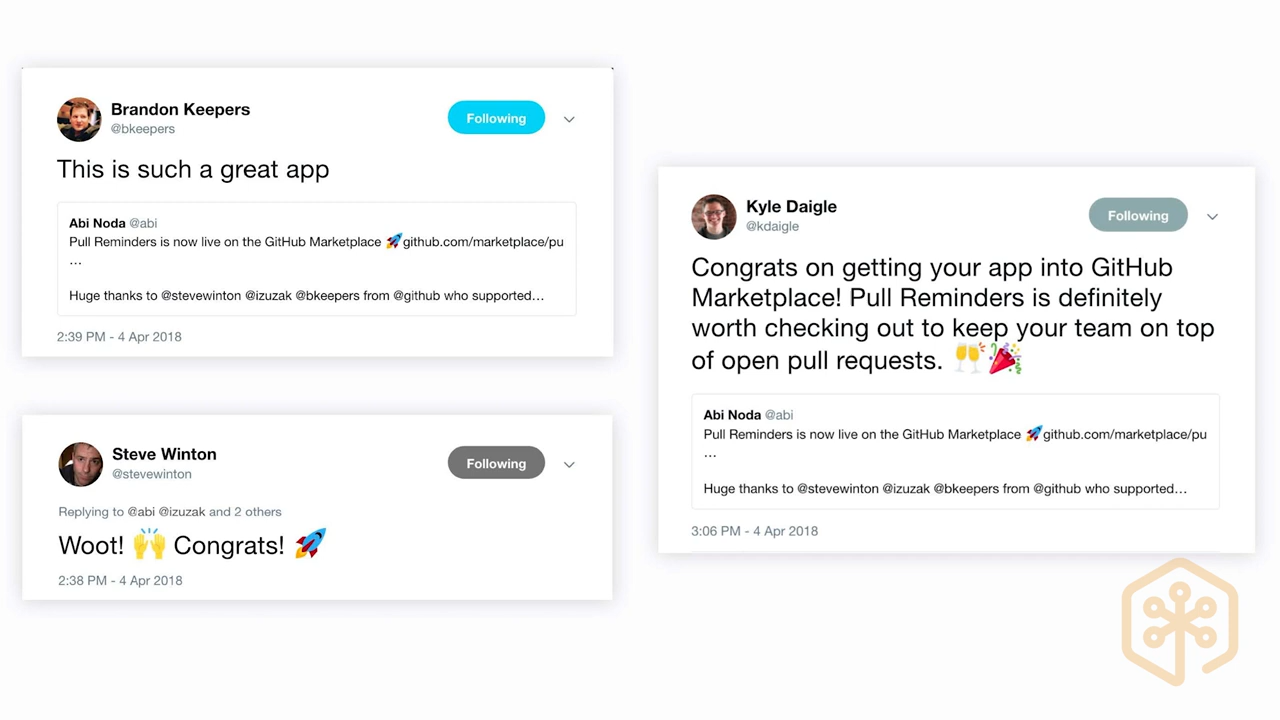 Brandon Keepers
@bkeepers
Following
This is such a great app
Abi Noda @abi
Pull Reminders is now live on the GitHub Marketplace 🚀github.com/marketplace/pu
…
Huge thanks to @stevewinton @izuzak @bkeepers from @github who supported…
2:39 PM - 4 Apr 2018
Steve Winton
@stevewinton
Following
Replying to @abi @izuzak and 2 others
Woot! 🙌 Congrats! 🚀
2:38 PM - 4 Apr 2018
Kyle Daigle
@kdaigle
Following
Congrats on getting your app into GitHub
Marketplace! Pull Reminders is definitely
worth checking out to keep your team on top
of open pull requests. 🥂🎉
Abi Noda @abi
Pull Reminders is now live on the GitHub Marketplace 🚀github.com/marketplace/pu
…
Huge thanks to @stevewinton @izuzak @bkeepers from @github who supported…
3:06 PM - 4 Apr 2018